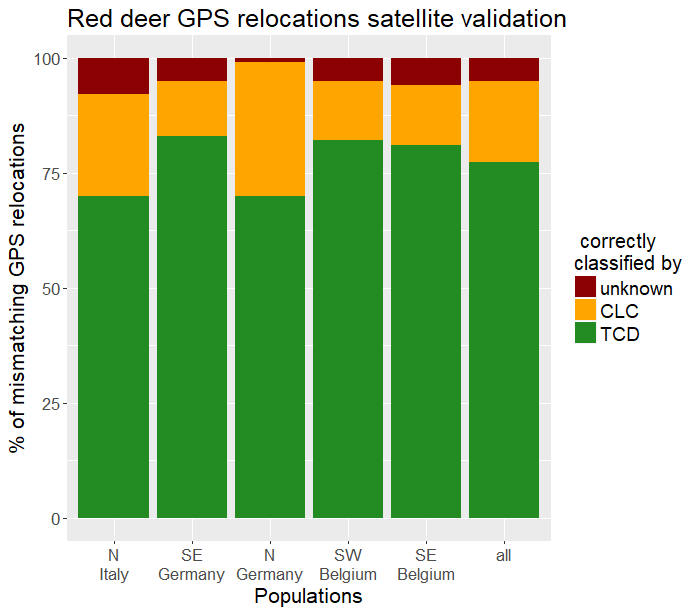 Red deer GPS relocations satellite validation
% of mismatching GPS relocations
100
75
50
25
0
N
Italy
SE
Germany
N
Germany
SW
Belgium
SE
Belgium
all
Populations
correctly
classified by
unknown
CLC
TCD